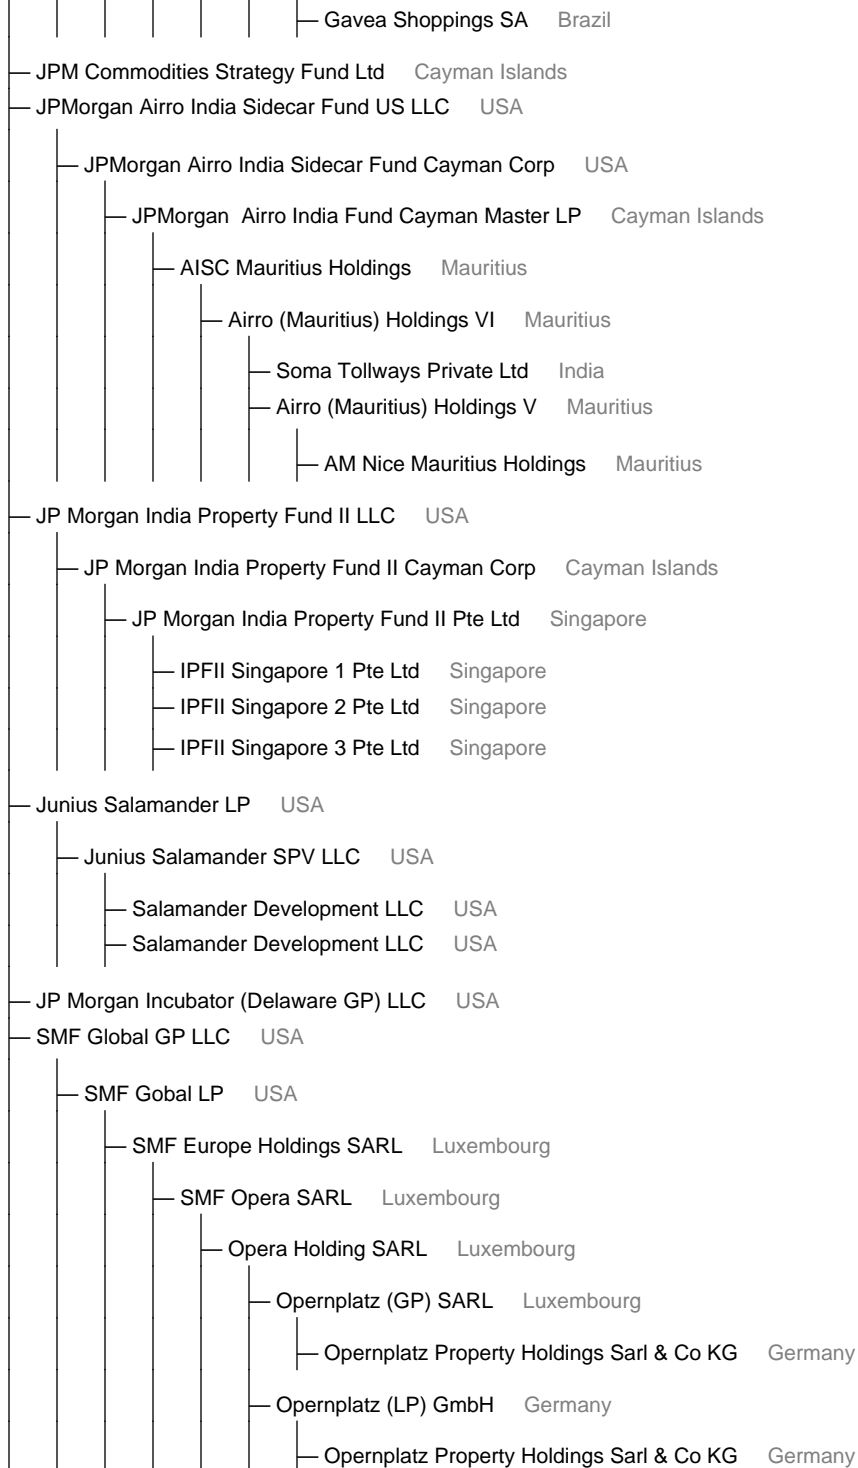 Gavea Shoppings SA Brazil
JPM Commodities Strategy Fund Ltd Cayman Islands
JPMorgan Airro India Sidecar Fund US LLC USA
JPMorgan Airro India Sidecar Fund Cayman Corp USA
JPMorgan Airro India Fund Cayman Master LP Cayman Islands
AISC Mauritius Holdings Mauritius
Airro (Mauritius) Holdings VI Mauritius
Soma Tollways Private Ltd India
Airro (Mauritius) Holdings V Mauritius
AM Nice Mauritius Holdings Mauritius
JP Morgan India Property Fund II LLC USA
JP Morgan India Property Fund II Cayman Corp Cayman Islands
JP Morgan India Property Fund II Pte Ltd Singapore
IPFII Singapore 1 Pte Ltd Singapore
IPFII Singapore 2 Pte Ltd Singapore
IPFII Singapore 3 Pte Ltd Singapore
Junius Salamander LP USA
Junius Salamander SPV LLC USA
Salamander Development LLC USA
Salamander Development LLC USA
JP Morgan Incubator (Delaware GP) LLC USA
SMF Global GP LLC USA
SMF Gobal LP USA
SMF Europe Holdings SARL Luxembourg
SMF Opera SARL Luxembourg
Opera Holding SARL Luxembourg
Opernplatz (GP) SARL Luxembourg
Opernplatz Property Holdings Sarl & Co KG Germany
Opernplatz (LP) GmbH Germany
Opernplatz Property Holdings Sarl & Co KG Germany